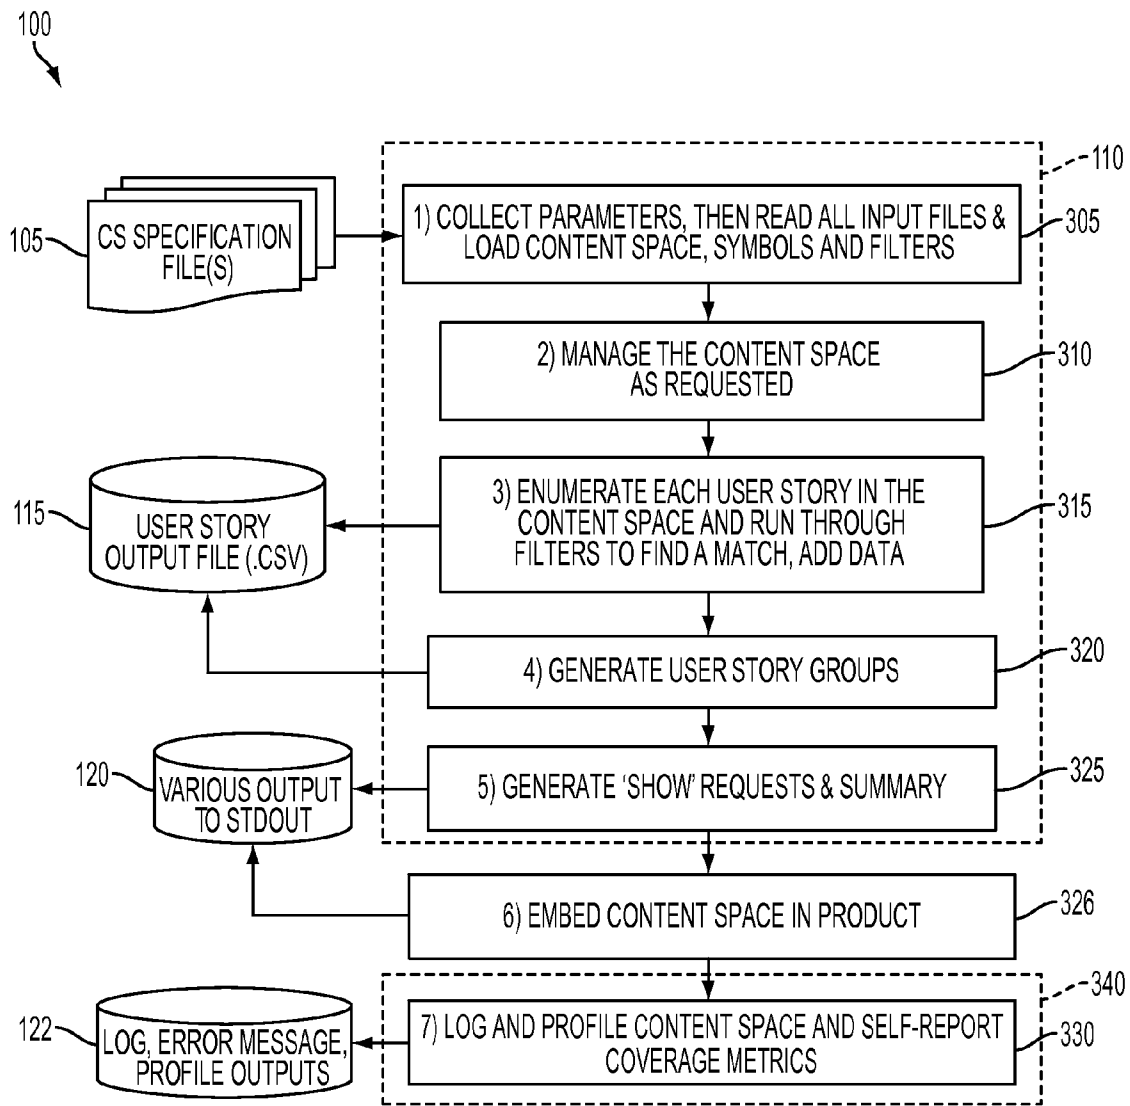 100
110
1) COLLECT PARAMETERS, THEN READ ALL INPUT FILES &
LOAD CONTENT SPACE, SYMBOLS AND FILTERS
305
105
CS SPECIFICATION
FILE(S)
2) MANAGE THE CONTENT SPACE
AS REQUESTED
310
115
USER STORY
OUTPUT FILE (.CSV)
3) ENUMERATE EACH USER STORY IN THE
CONTENT SPACE AND RUN THROUGH
FILTERS TO FIND A MATCH, ADD DATA
315
4) GENERATE USER STORY GROUPS
320
120
VARIOUS OUTPUT
TO STDOUT
5) GENERATE ‘SHOW’ REQUESTS & SUMMARY
325
6) EMBED CONTENT SPACE IN PRODUCT
326
340
122
LOG, ERROR MESSAGE,
PROFILE OUTPUTS
7) LOG AND PROFILE CONTENT SPACE AND SELF-REPORT
COVERAGE METRICS
330